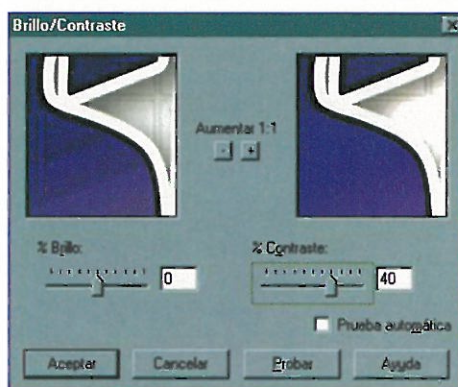 Brillo/Contraste
Aumentar 1:1
- +
% Brillo: % Contraste:
0 40
Prueba automática
Aceptar Cancelar Probar Ayuda